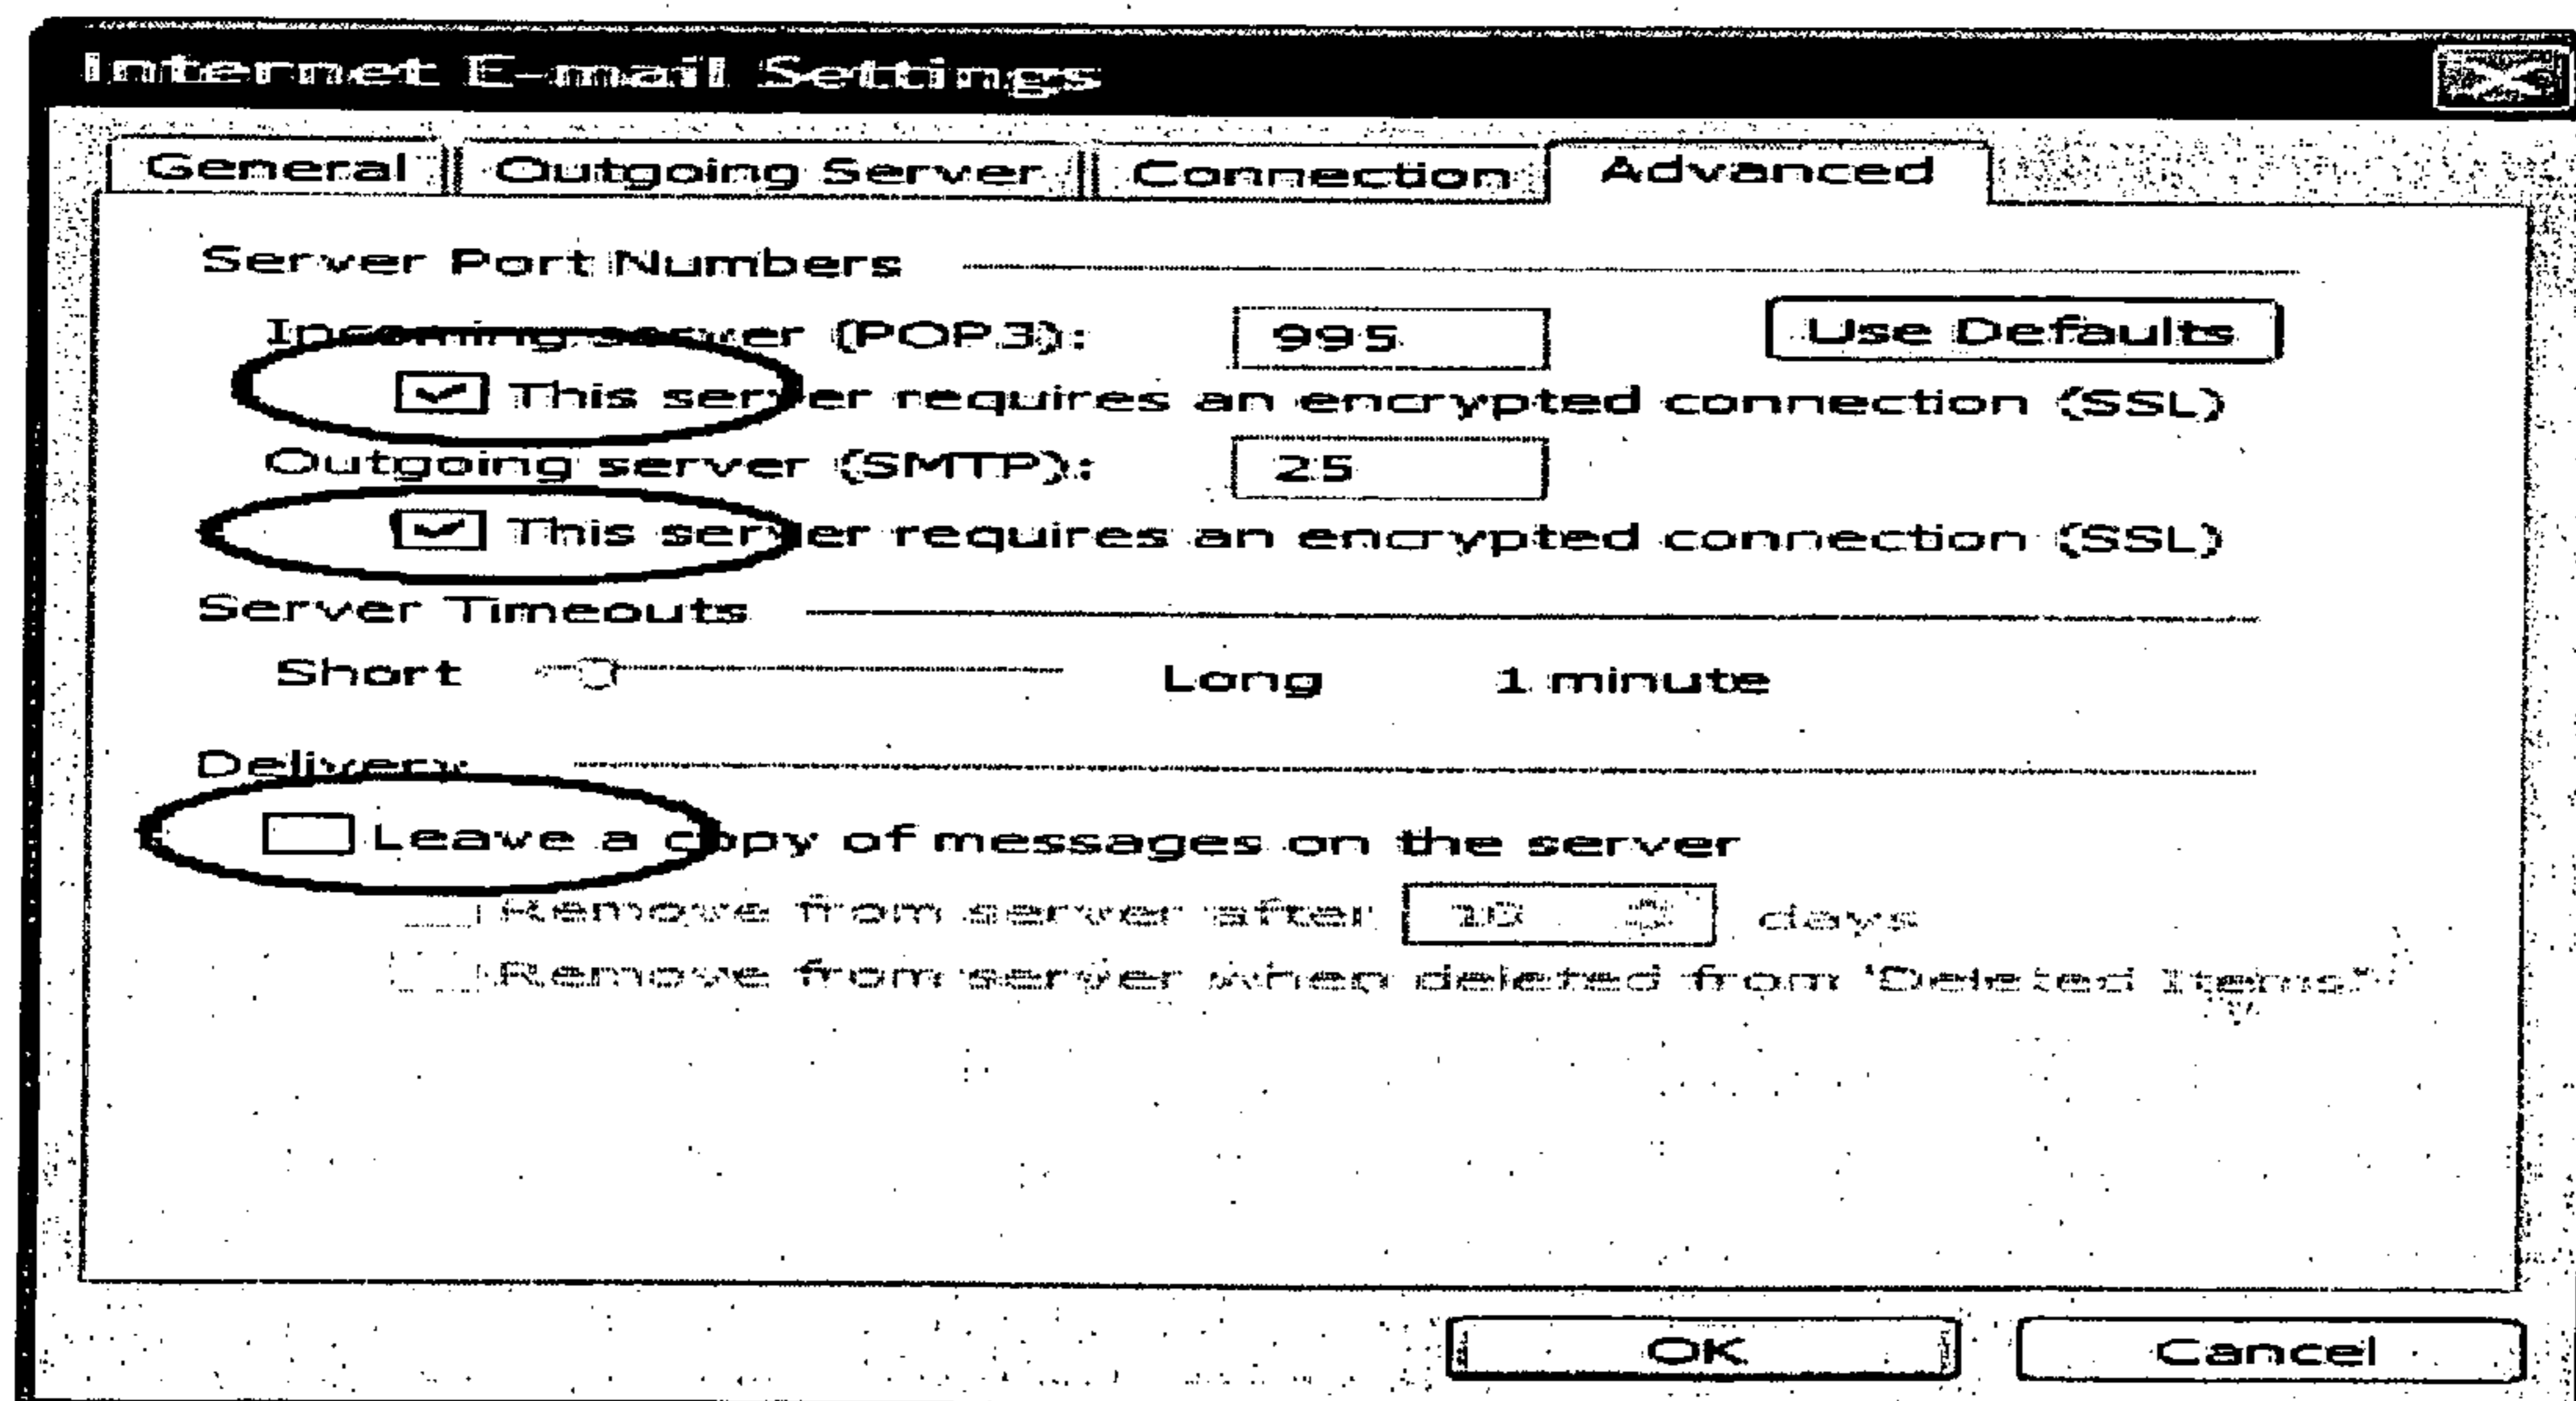 Internet E-mail Settings
General Outgoing Server Connection Advanced
Server Port Numbers
Incoming server (POP3): 995 Use Defaults
This server requires an encrypted connection (SSL)
Outgoing server (SMTP): 25
This server requires an encrypted connection (SSL)
Server Timeouts
Short Long 1 minute
Delivery
Leave a copy of messages on the server
Remove from server after 10 days
Remove from server when deleted from 'Deleted Items'
OK Cancel